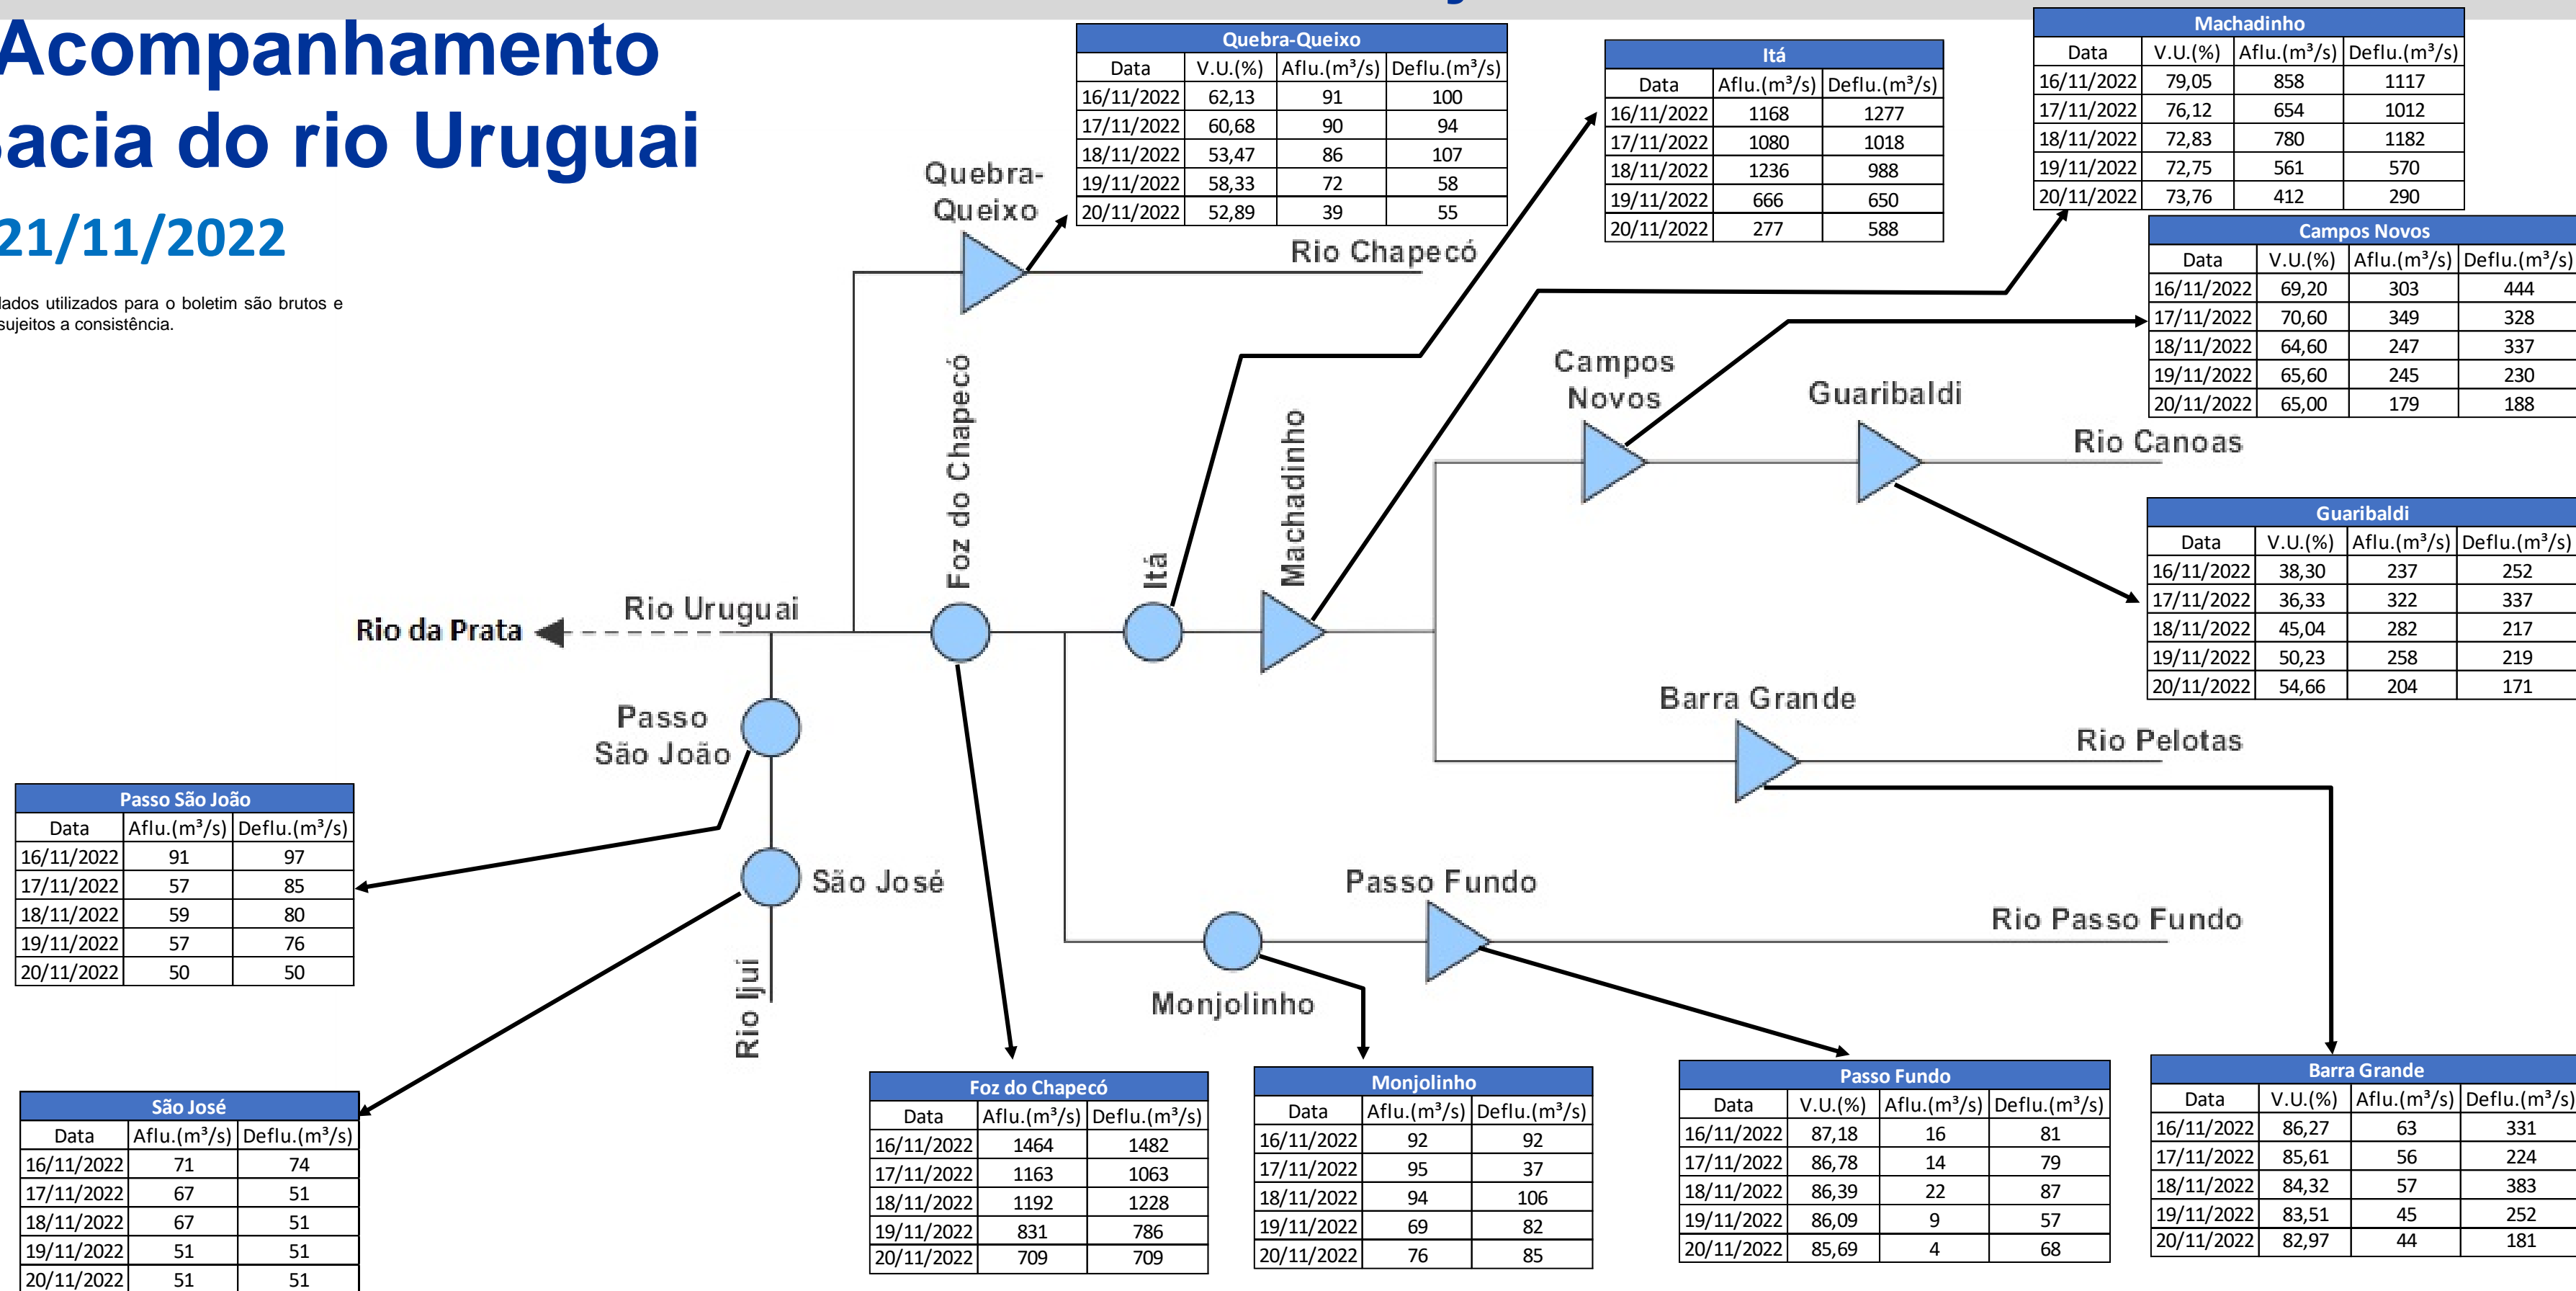 Acompanhamento
Bacia do rio Uruguai
21/11/2022
dados utilizados para o boletim são brutos e
sujeitos a consistência.
Quebra-Queixo
Data V.U.(%) Aflu.(m³/s) Deflu.(m³/s)
16/11/2022 62,13 91 100
17/11/2022 60,68 90 94
18/11/2022 53,47 86 107
19/11/2022 58,33 72 58
20/11/2022 52,89 39 55
Itá
Data Aflu.(m³/s) Deflu.(m³/s)
16/11/2022 1168 1277
17/11/2022 1080 1018
18/11/2022 1236 988
19/11/2022 666 650
20/11/2022 277 588
Machadinho
Data V.U.(%) Aflu.(m³/s) Deflu.(m³/s)
16/11/2022 79,05 858 1117
17/11/2022 76,12 654 1012
18/11/2022 72,83 780 1182
19/11/2022 72,75 561 570
20/11/2022 73,76 412 290
Campos Novos
Data V.U.(%) Aflu.(m³/s) Deflu.(m³/s)
16/11/2022 69,20 303 444
17/11/2022 70,60 349 328
18/11/2022 64,60 247 337
19/11/2022 65,60 245 230
20/11/2022 65,00 179 188
Quebra-
Queixo
Rio Chapecó
Foz do Chapecó
Itá
Machadinho
Campos
Novos
Guaribaldi
Rio Canoas
Guaribaldi
Data V.U.(%) Aflu.(m³/s) Deflu.(m³/s)
16/11/2022 38,30 237 252
17/11/2022 36,33 322 337
18/11/2022 45,04 282 217
19/11/2022 50,23 258 219
20/11/2022 54,66 204 171
Rio da Prata
Rio Uruguai
Passo
São João
São José
Rio Ijuí
Barra Grande
Rio Pelotas
Passo Fundo
Rio Passo Fundo
Monjolinho
Passo São João
Data Aflu.(m³/s) Deflu.(m³/s)
16/11/2022 91 97
17/11/2022 57 85
18/11/2022 59 80
19/11/2022 57 76
20/11/2022 50 50
São José
Data Aflu.(m³/s) Deflu.(m³/s)
16/11/2022 71 74
17/11/2022 67 51
18/11/2022 67 51
19/11/2022 51 51
20/11/2022 51 51
Foz do Chapecó
Data Aflu.(m³/s) Deflu.(m³/s)
16/11/2022 1464 1482
17/11/2022 1163 1063
18/11/2022 1192 1228
19/11/2022 831 786
20/11/2022 709 709
Monjolinho
Data Aflu.(m³/s) Deflu.(m³/s)
16/11/2022 92 92
17/11/2022 95 37
18/11/2022 94 106
19/11/2022 69 82
20/11/2022 76 85
Passo Fundo
Data V.U.(%) Aflu.(m³/s) Deflu.(m³/s)
16/11/2022 87,18 16 81
17/11/2022 86,78 14 79
18/11/2022 86,39 22 87
19/11/2022 86,09 9 57
20/11/2022 85,69 4 68
Barra Grande
Data V.U.(%) Aflu.(m³/s) Deflu.(m³/s)
16/11/2022 86,27 63 331
17/11/2022 85,61 56 224
18/11/2022 84,32 57 383
19/11/2022 83,51 45 252
20/11/2022 82,97 44 181